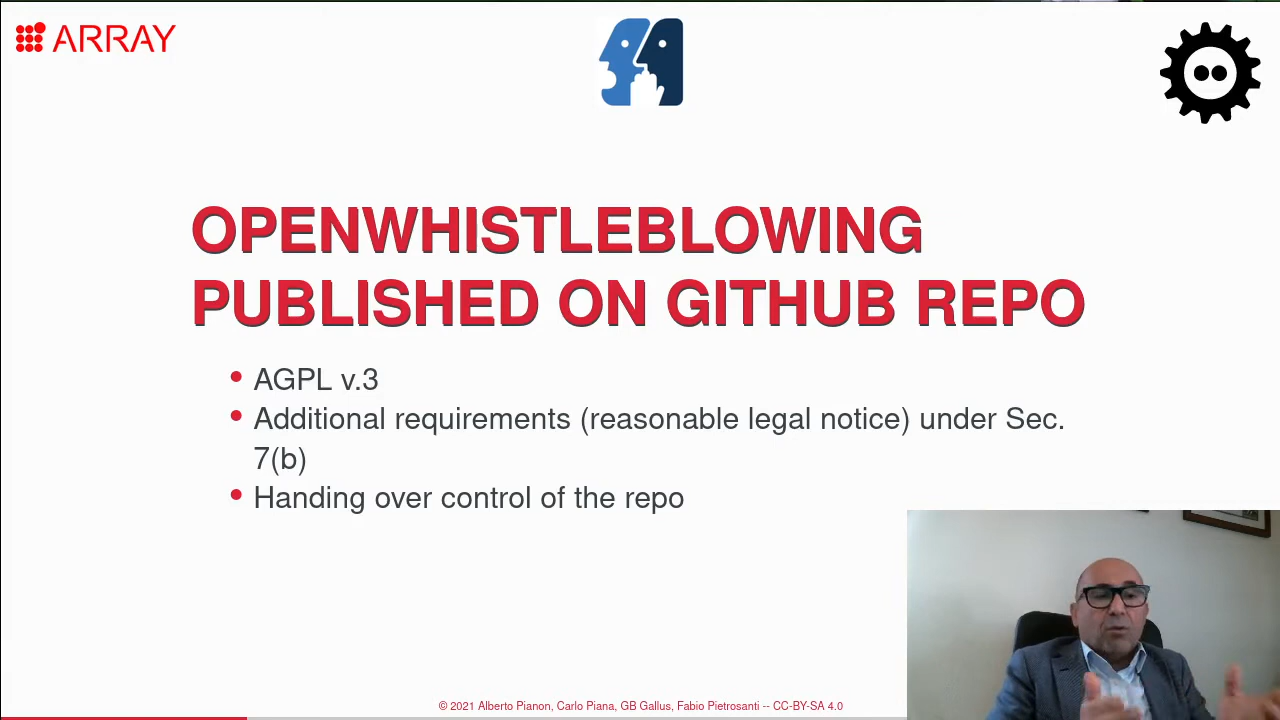 ARRAY
OPENWHISTLEBLOWING
PUBLISHED ON GITHUB REPO
• AGPL v.3
• Additional requirements (reasonable legal notice) under Sec.
7(b)
• Handing over control of the repo
© 2021 Alberto Pianon, Carlo Piana, GB Gallus, Fabio Pietrosanti -- CC-BY-SA 4.0